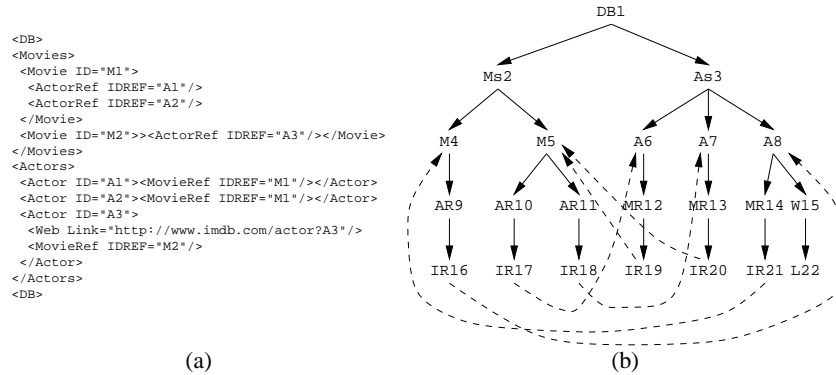 <DB>
<Movies>
<Movie ID="M1">
<ActorRef IDREF="A1"/>
<ActorRef IDREF="A2"/>
</Movie>
<Movie ID="M2">><ActorRef IDREF="A3"/></Movie>
</Movies>
<Actors>
<Actor ID="A1"><MovieRef IDREF="M1"/></Actor>
<Actor ID="A2"><MovieRef IDREF="M1"/></Actor>
<Actor ID="A3">
<Web Link="http://www.imdb.com/actor?A3"/>
<MovieRef IDREF="M2"/>
</Actor>
</Actors>
<DB>
(a)
DB1
Ms2 As3
M4 M5 A6 A7 A8
AR9 AR10 AR11 MR12 MR13 MR14 W15
IR16 IR17 IR18 IR19 IR20 IR21 L22
(b)